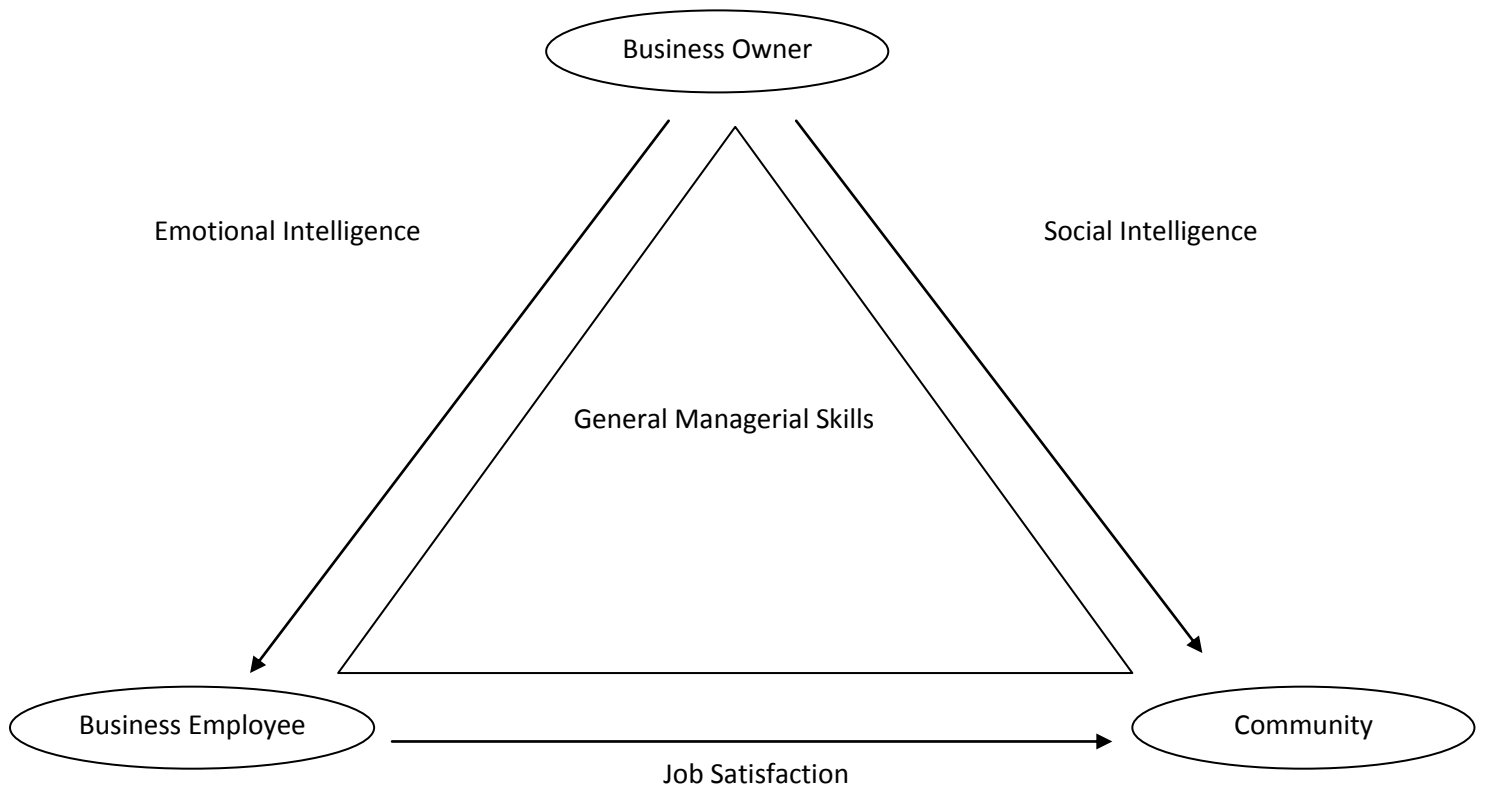 Business Owner
Emotional Intelligence
Social Intelligence
General Managerial Skills
Business Employee
Community
Job Satisfaction